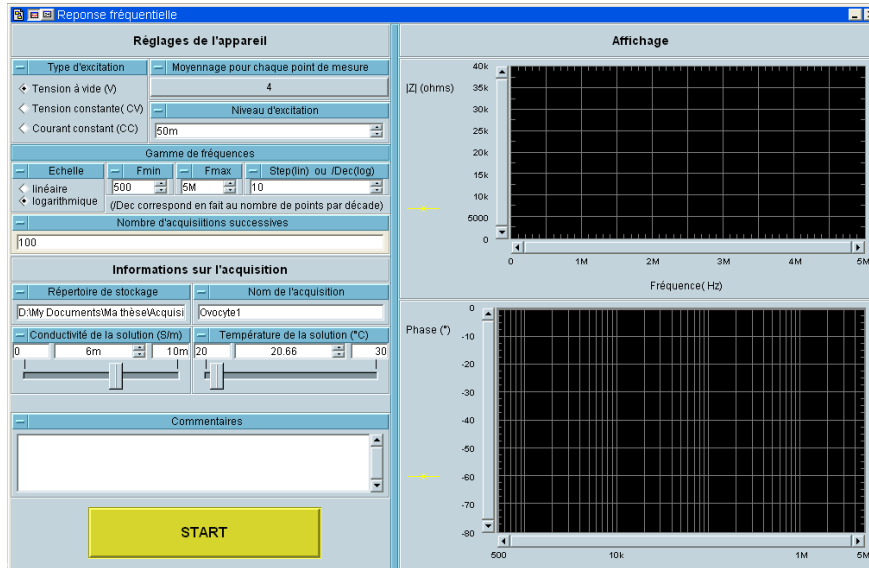 Reponse fréquentielle
Réglages de l'appareil
Type d'excitation
Tension à vide (V)
Tension constante( CV)
Courant constant (CC)
Moyennage pour chaque point de mesure
4
Niveau d'excitation
50m
Gamme de fréquences
Echelle
linéaire
logarithmique
Fmin
500
Fmax
5M
Step(lin) ou /Dec(log)
10
(/Dec correspond en fait au nombre de points par décade)
Nombre d'acquisiitions successives
100
Informations sur l'acquisition
Répertoire de stockage
D:\My Documents\Ma thèse\Acquisi
Nom de l'acquisition
Ovocyte1
Conductivité de la solution (S/m)
0 6m 10m
Température de la solution (°C)
20 20.66 30
Commentaires
START
Affichage
|Z| (ohms)
40k
35k
30k
25k
20k
15k
10k
5000
0
0 1M 2M 3M 4M 5M
Fréquence( Hz)
Phase (°)
0
-10
-20
-30
-40
-50
-60
-70
-80
500 10k 1M 5M